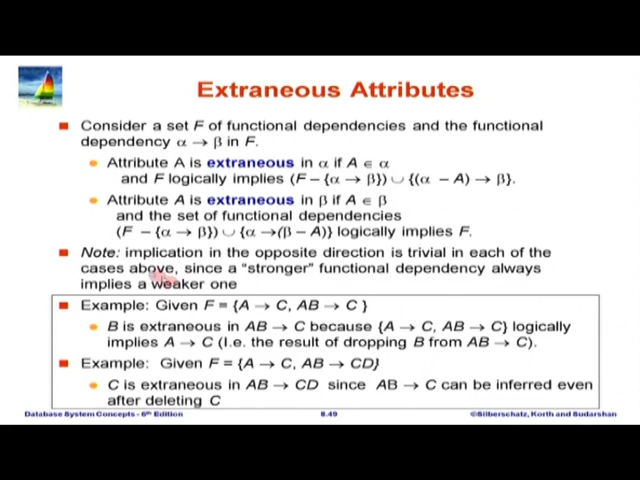 Extraneous Attributes
Consider a set F of functional dependencies and the functional
dependency α → β in F.
Attribute A is extraneous in α if A ∈ α
and F logically implies (F – {α → β}) ∪ {(α – A) → β}.
Attribute A is extraneous in β if A ∈ β
and the set of functional dependencies
(F – {α → β}) ∪ {α →(β – A)} logically implies F.
Note: implication in the opposite direction is trivial in each of the
cases above, since a “stronger” functional dependency always
implies a weaker one
Example: Given F = {A → C, AB → C }
B is extraneous in AB → C because {A → C, AB → C} logically
implies A → C (I.e. the result of dropping B from AB → C).
Example: Given F = {A → C, AB → CD}
C is extraneous in AB → CD since AB → C can be inferred even
after deleting C
Database System Concepts - 6th Edition 8.49 ©Silberschatz, Korth and Sudarshan